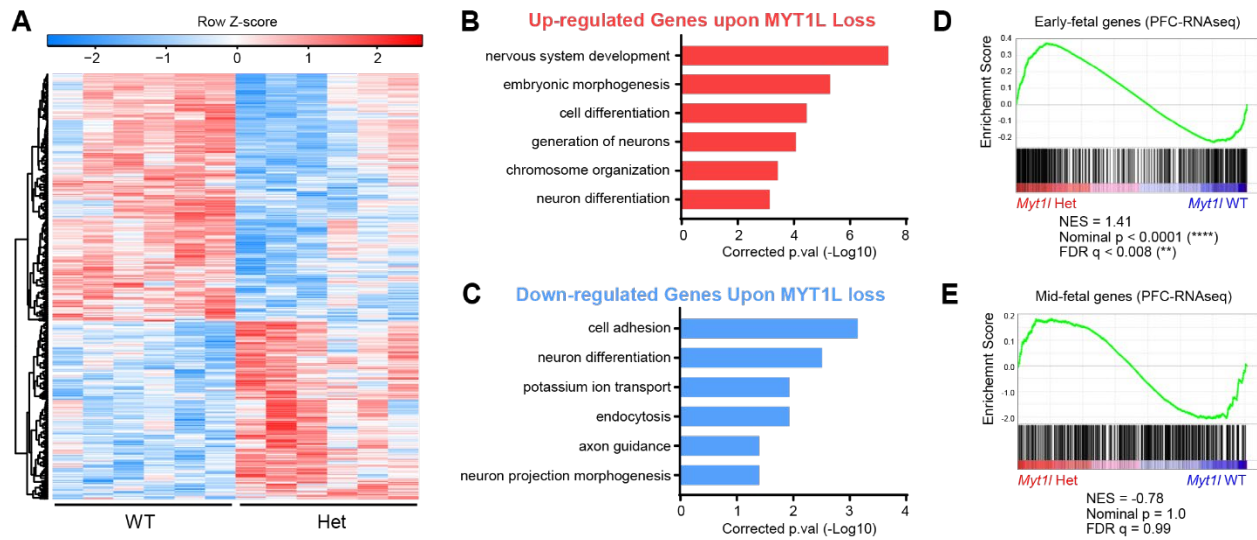 A
Row Z-score
−2 −1 0 1 2
WT Het
B
Up-regulated Genes upon MYT1L Loss
nervous system development
embryonic morphogenesis
cell differentiation
generation of neurons
chromosome organization
neuron differentiation
0 2 4 6 8
Corrected p.val (-Log10)
C
Down-regulated Genes Upon MYT1L loss
cell adhesion
neuron differentiation
potassium ion transport
endocytosis
axon guidance
neuron projection morphogenesis
0 1 2 3 4
Corrected p.val (-Log10)
D
Early-fetal genes (PFC-RNAseq)
Enrichemnt Score
0.4
0.3
0.2
0.1
0.0
-0.1
-0.2
Myt1l Het Myt1l WT
NES = 1.41
Nominal p < 0.0001 (****)
FDR q < 0.008 (**)
E
Mid-fetal genes (PFC-RNAseq)
Enrichemnt Score
0.2
0.1
0.0
-1.0
-2.0
Myt1l Het Myt1l WT
NES = -0.78
Nominal p = 1.0
FDR q = 0.99